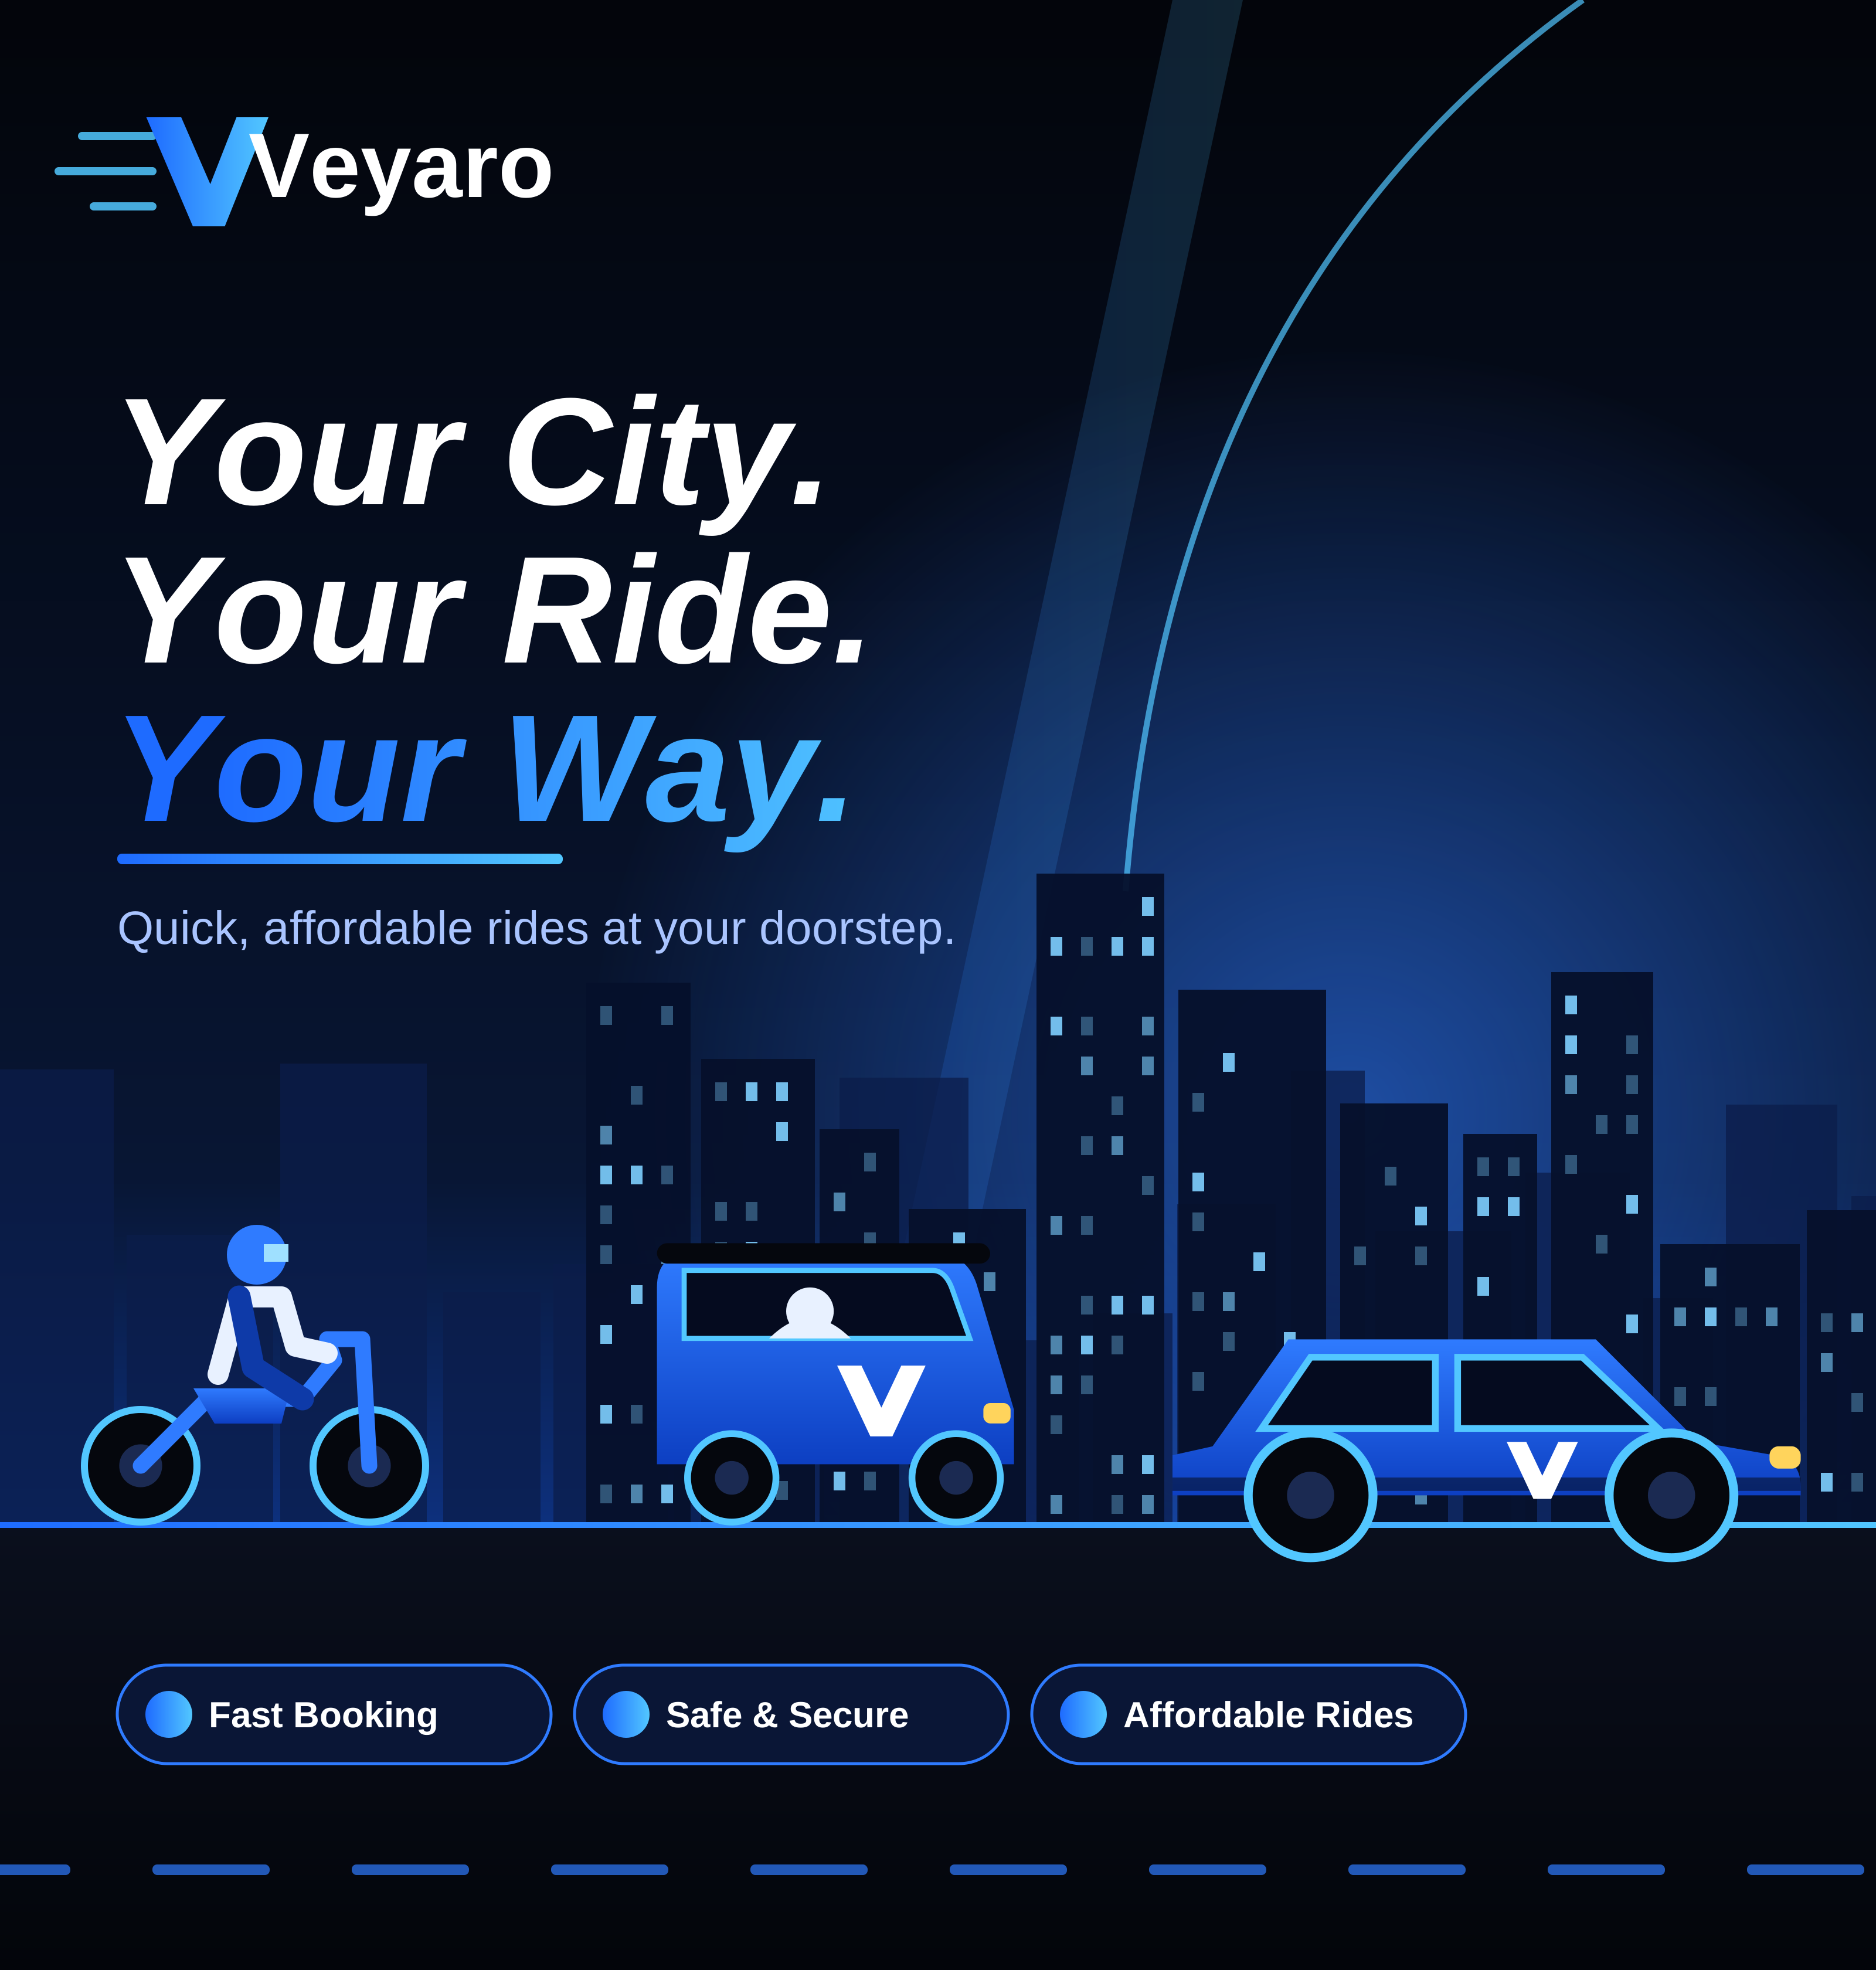 Veyaro
Your City.
Your Ride.
Your Way.
Quick, affordable rides at your doorstep.
Fast Booking
Safe & Secure
Affordable Rides